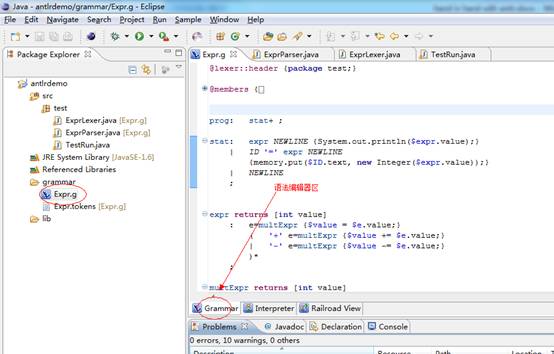 Java - antlrdemo/grammar/Expr.g - Eclipse
File Edit Navigate Search Project Run Sample Window Help
Package Explorer
antlrdemo
src
test
ExprLexer.java [Expr.g]
ExprParser.java [Expr.g]
TestRun.java
JRE System Library [JavaSE-1.6]
Referenced Libraries
grammar
Expr.g
Expr.tokens [Expr.g]
lib
Expr.g ExprParser.java ExprLexer.java TestRun.java
@lexer::header {package test;}
@members {
prog: stat+ ;
stat: expr NEWLINE {System.out.println($expr.value);}
| ID '=' expr NEWLINE
{memory.put($ID.text, new Integer($expr.value));}
| NEWLINE
;
语法编辑器区
expr returns [int value]
: e=multExpr {$value = $e.value;}
( '+' e=multExpr {$value += $e.value;}
| '-' e=multExpr {$value -= $e.value;}
)*
;
multExpr returns [int value]
Grammar Interpreter Railroad View
Problems @ Javadoc Declaration Console
0 errors, 10 warnings, 0 others
Description Resource Path Location